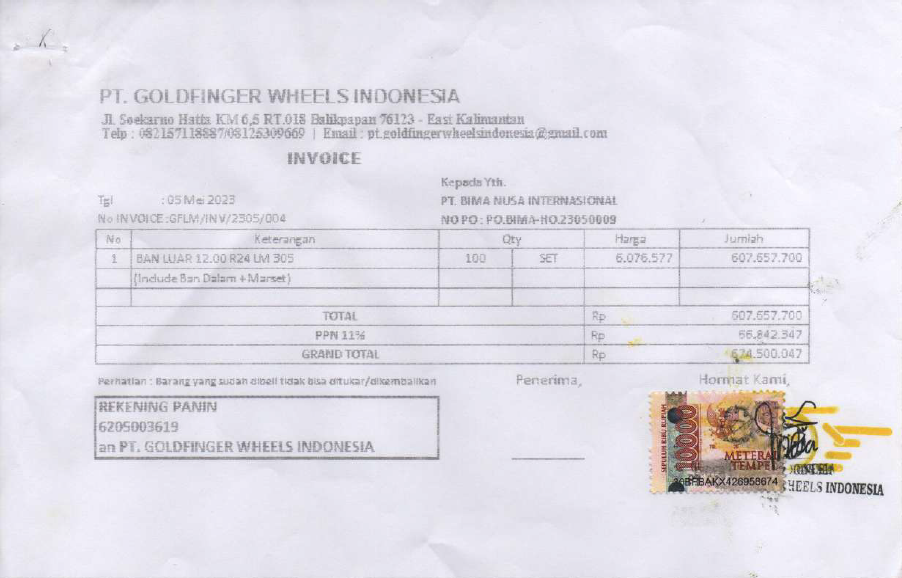 PT. GOLDFINGER WHEELS INDONESIA
Jl. Soekarno Hatta KM 6,5 RT.018 Balikpapan 76123 - East Kalimantan
Telp : 082157118887/08125309669 | Email : pt.goldfingerwheelsindonesia@gmail.com
INVOICE
Kepada Yth.
Tgl : 05 Mei 2023 PT. BIMA NUSA INTERNASIONAL
No INVOICE :GFLM/INV/2305/004 NO PO : PO.BIMA-HO.23050009
No Keterangan Qty Harga Jumlah
1 BAN LUAR 12.00 R24 LM 305 100 SET 6.076.577 607.657.700
(Include Ban Dalam + Marset)
TOTAL Rp 607.657.700
PPN 11% Rp 66.842.347
GRAND TOTAL Rp 674.500.047
Perhatian : Barang yang sudah dibeli tidak bisa ditukar/dikembalikan
Penerima, Hormat Kami,
REKENING PANIN
6205003619
an PT. GOLDFINGER WHEELS INDONESIA
SEPULUH RIBU RUPIAH
10000
METERAI
TEMPEL
HEELS INDONESIA